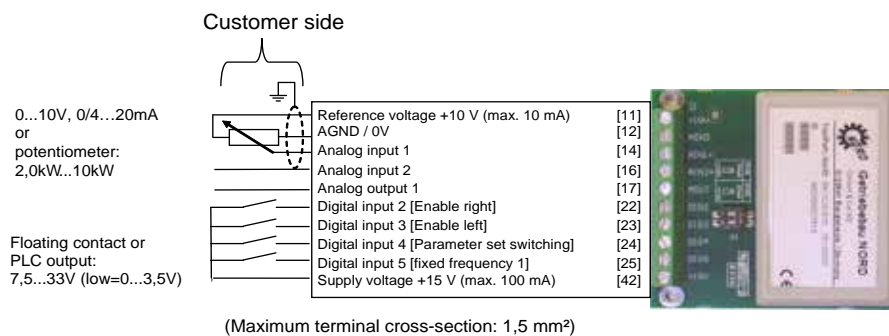 Customer side
0...10V, 0/4…20mA
or
potentiometer:
2,0kW...10kW
Floating contact or
PLC output:
7,5...33V (low=0...3,5V)
Reference voltage +10 V (max. 10 mA) [11]
AGND / 0V [12]
Analog input 1 [14]
Analog input 2 [16]
Analog output 1 [17]
Digital input 2 [Enable right] [22]
Digital input 3 [Enable left] [23]
Digital input 4 [Parameter set switching] [24]
Digital input 5 [fixed frequency 1] [25]
Supply voltage +15 V (max. 100 mA) [42]
Getriebebau NORD
CE
(Maximum terminal cross-section: 1,5 mm²)